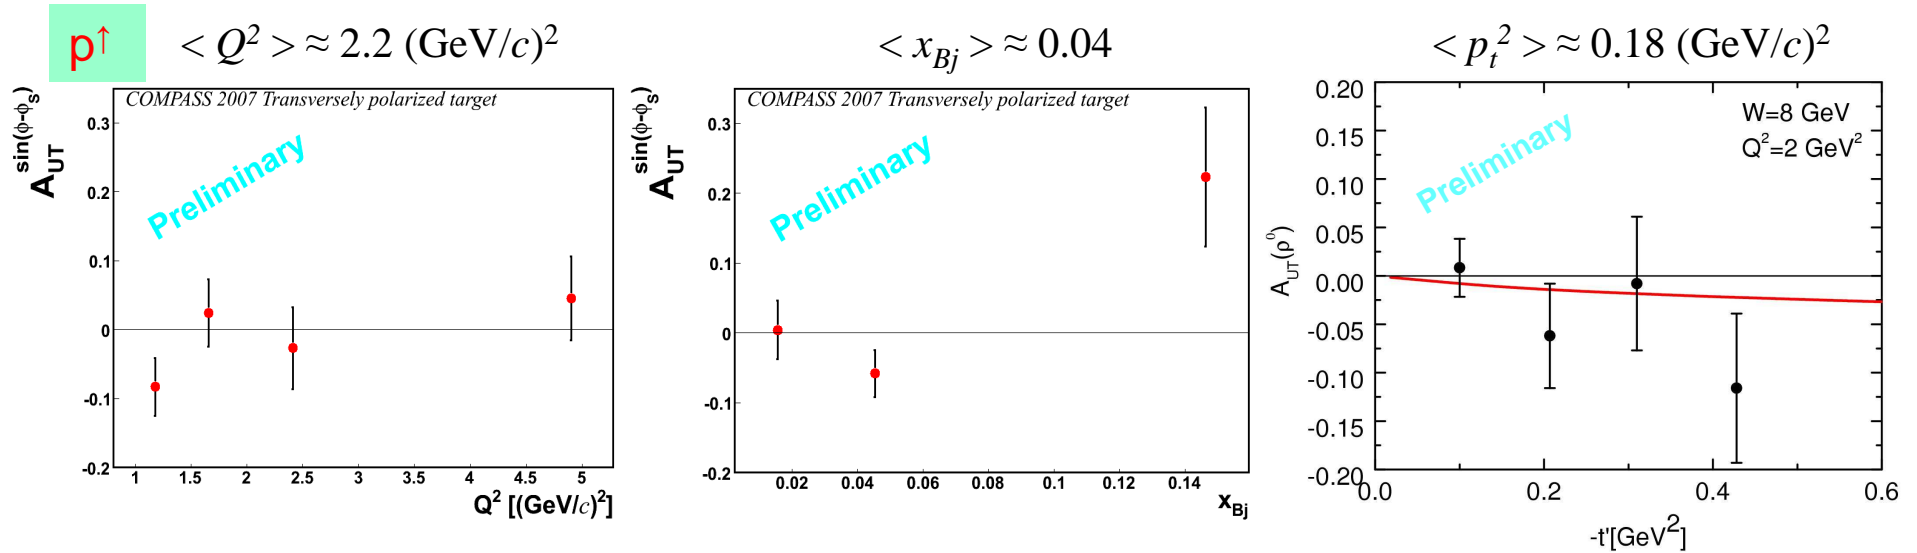 p↑
< Q² > ≈ 2.2 (GeV/c)²
< x_Bj > ≈ 0.04
< p_t² > ≈ 0.18 (GeV/c)²
COMPASS 2007 Transversely polarized target
Preliminary
A_UT^sin(ϕ-ϕ_s)
0.3
0.2
0.1
0
-0.1
-0.2
1 1.5 2 2.5 3 3.5 4 4.5 5
Q² [(GeV/c)²]
COMPASS 2007 Transversely polarized target
Preliminary
A_UT^sin(ϕ-ϕ_s)
0.3
0.2
0.1
0
-0.1
-0.2
0.02 0.04 0.06 0.08 0.1 0.12 0.14
x_Bj
W=8 GeV
Q²=2 GeV²
Preliminary
A_UT(ρ⁰)
0.20
0.15
0.10
0.05
0.00
-0.05
-0.10
-0.15
-0.20
0.0 0.2 0.4 0.6
-t'[GeV²]